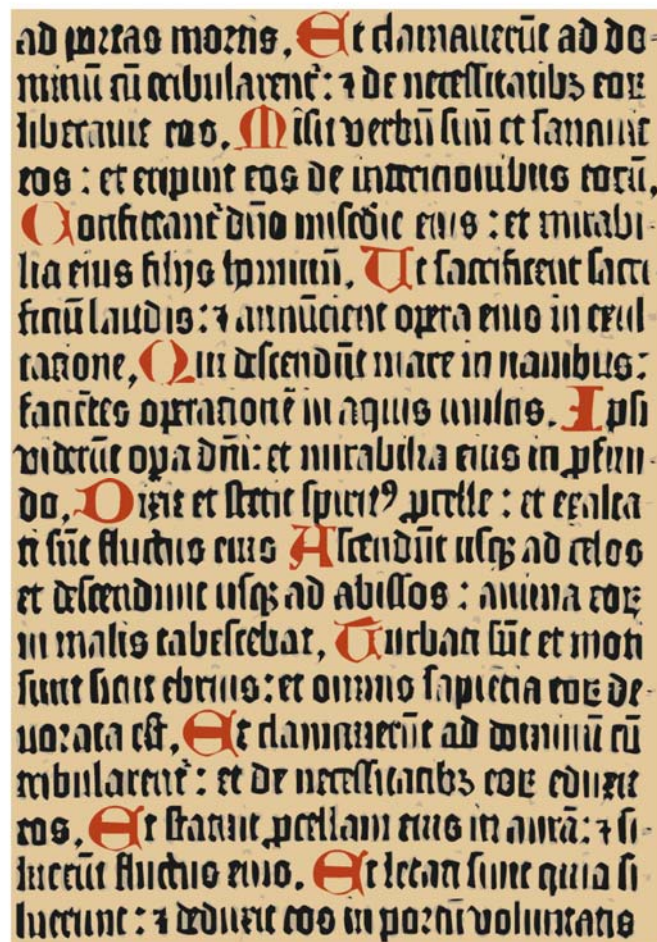 ad portas mortis. Et clamauerūt ad do-
minū cū tribularent᷑: ⁊ de necessitatibꝫ eoꝝ
liberauit eos. Misit verbū suū et sanauit
eos : et eripuit eos de interitionibus eorū.
Confiteant᷑ dn̄o misc̄die eius : et mirabi-
lia eius filijs hominū. Ut sacrificent sacri
ficiū laudis: ⁊ annūcient opera eius in exul
tatione. Qui descendūt mare in nauibus:
faciētes operationē in aquis multis. Ipsi
viderūt opa dn̄i: et mirabilia eius in ꝓfun-
do. Dixit et stetit spiritꝰ ꝓcelle : et exalta
ti sūt fluctus eius Ascendūt usqꝫ ad celos
et descendunt usqꝫ ad abissos : anima eoꝝ
in malis tabescebat. Turbati sūt et moti
sunt sicut ebrius: et omnis sapiētia eoꝝ de-
uorata est. Et clamauerūt ad dominū cū
tribularent᷑ : et de necessitatibꝫ eoꝝ eduxit
eos. Et statuit ꝓcellam eius in aurā: ⁊ si-
luerūt fluctus eius. Et letati sunt quia si
luerunt : ⁊ deduxit eos in portū voluntatis